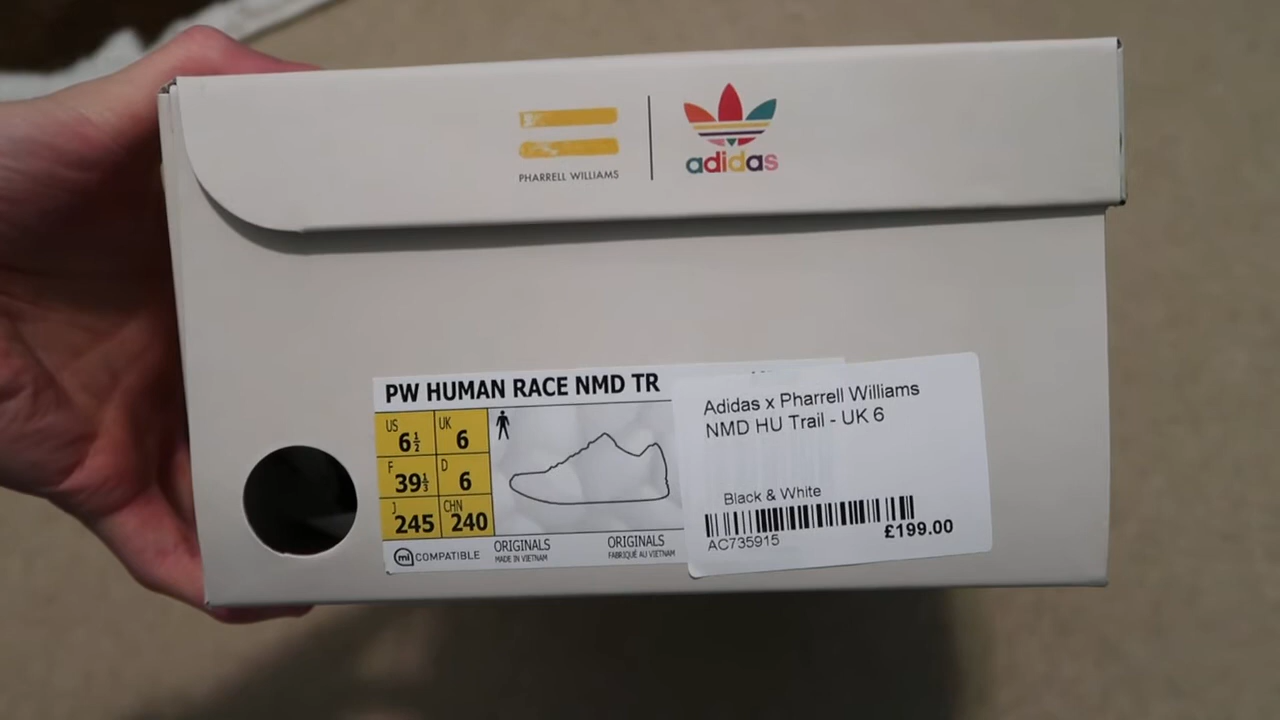 PHARRELL WILLIAMS
adidas
PW HUMAN RACE NMD TR
US 6½ UK 6
F 39⅓ D 6
J 245 CHN 240
mi COMPATIBLE
ORIGINALS
MADE IN VIETNAM
ORIGINALS
FABRIQUÉ AU VIETNAM
Adidas x Pharrell Williams
NMD HU Trail - UK 6
Black & White
AC735915
£199.00